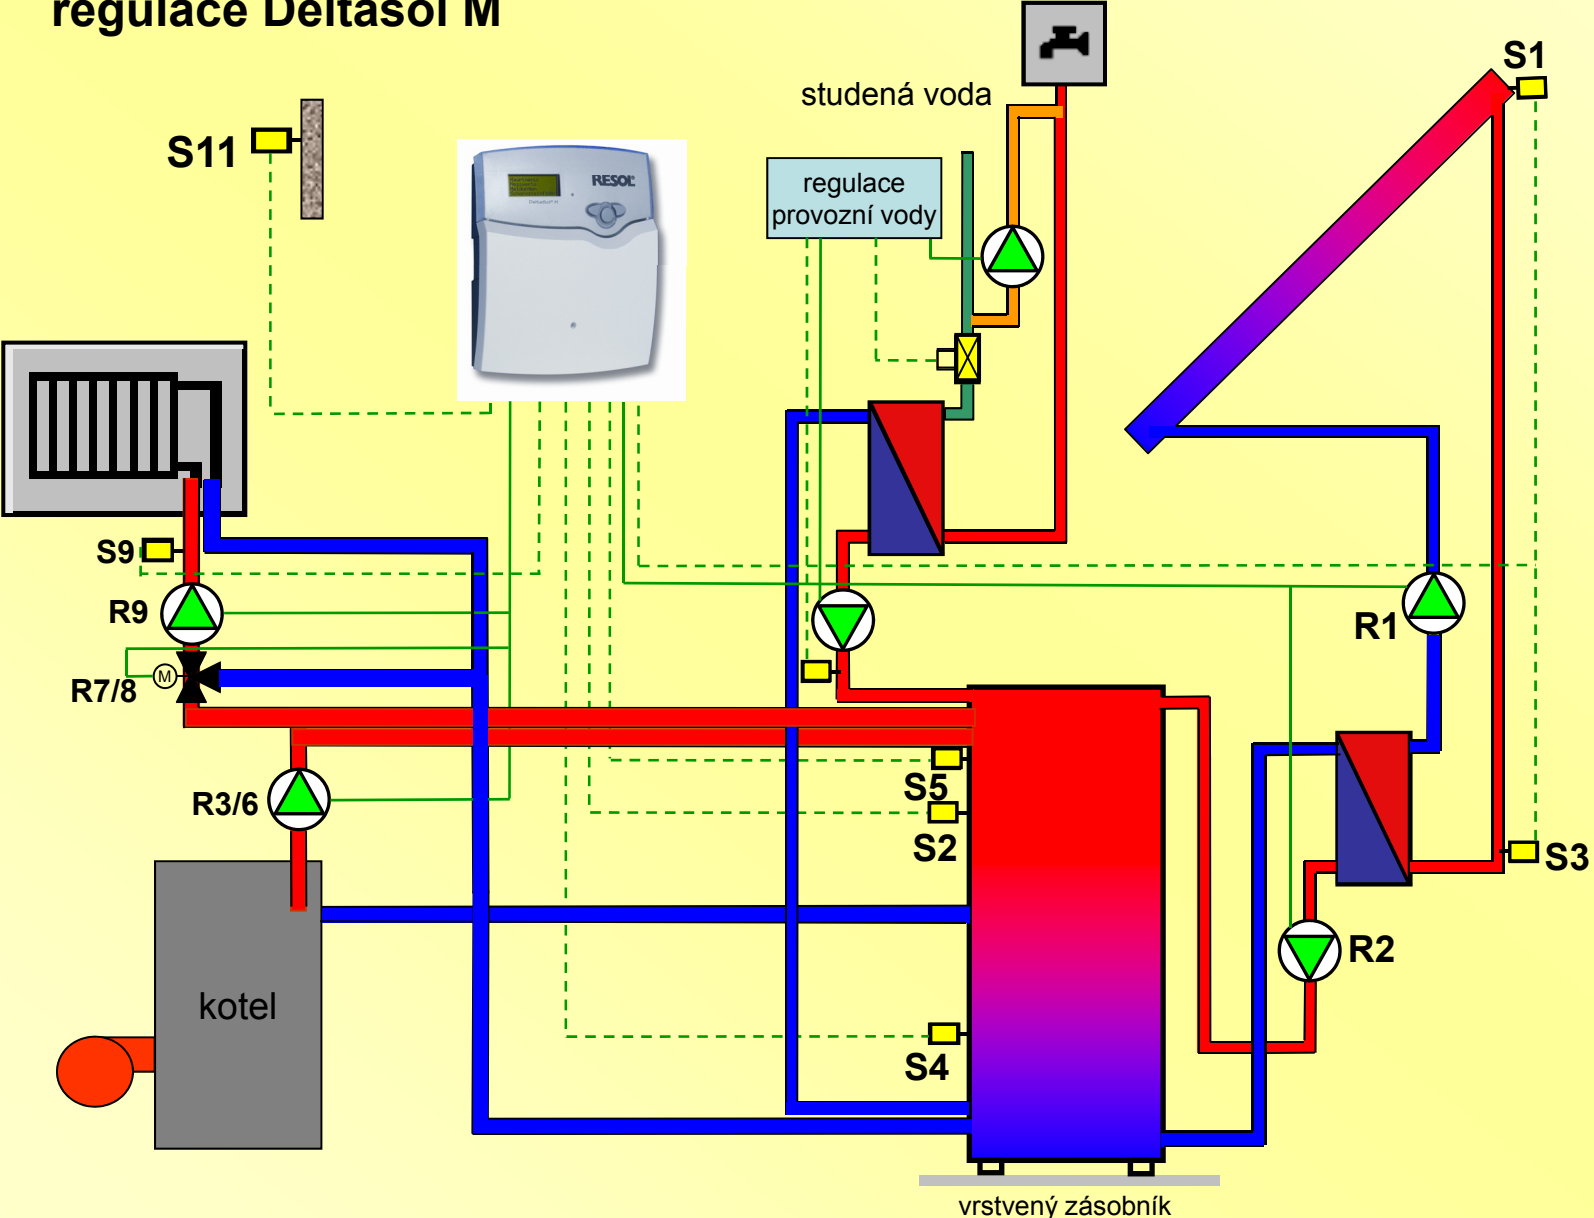 regulace Deltasol M
S1
studená voda
S11
RESOL
regulace
provozní vody
S9
R9
R1
M
R7/8
S5
R3/6
S2
S3
R2
kotel
S4
vrstvený zásobník